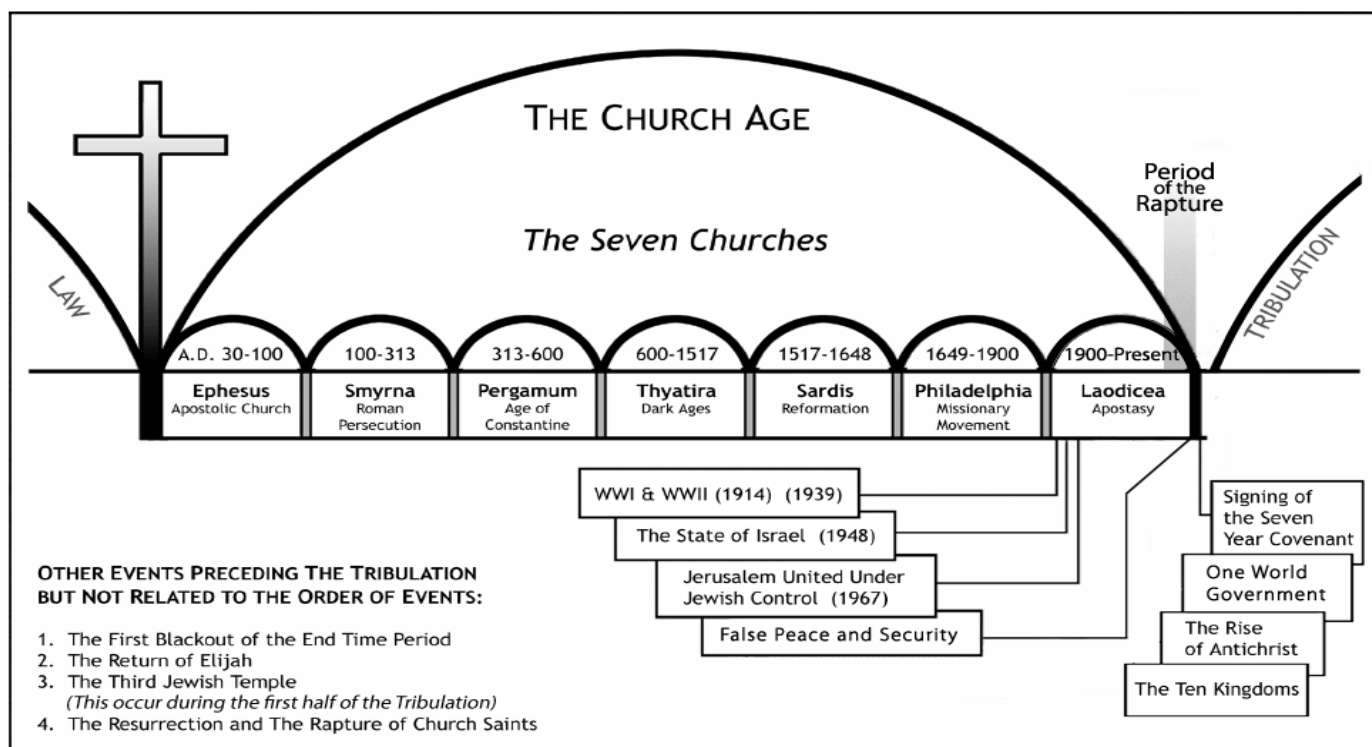 THE CHURCH AGE
The Seven Churches
Period
of the
Rapture
LAW
TRIBULATION
A.D. 30-100
100-313
313-600
600-1517
1517-1648
1649-1900
1900-Present
Ephesus
Apostolic Church
Smyrna
Roman
Persecution
Pergamum
Age of
Constantine
Thyatira
Dark Ages
Sardis
Reformation
Philadelphia
Missionary
Movement
Laodicea
Apostasy
WWI & WWII (1914) (1939)
The State of Israel (1948)
Jerusalem United Under
Jewish Control (1967)
False Peace and Security
Signing of
the Seven
Year Covenant
One World
Government
The Rise
of Antichrist
The Ten Kingdoms
OTHER EVENTS PRECEDING THE TRIBULATION
BUT NOT RELATED TO THE ORDER OF EVENTS:
1. The First Blackout of the End Time Period
2. The Return of Elijah
3. The Third Jewish Temple
(This occur during the first half of the Tribulation)
4. The Resurrection and The Rapture of Church Saints